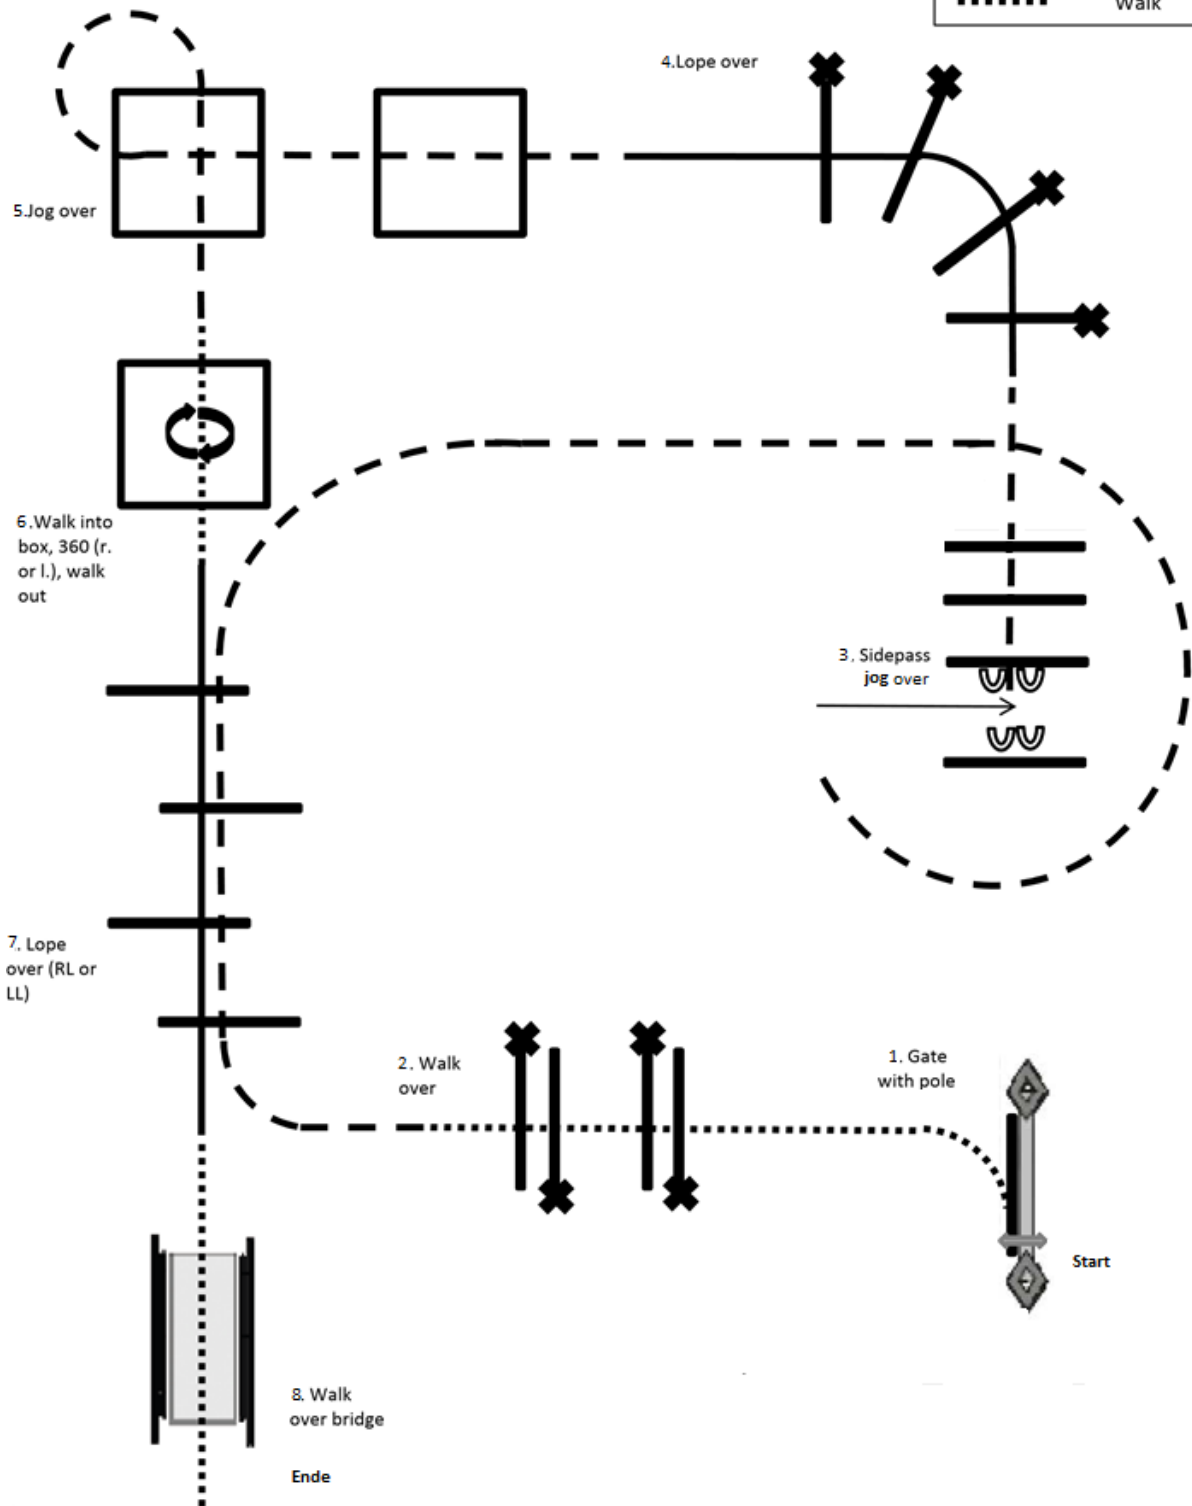 Walk
4.Lope over
5.Jog over
6.Walk into
box, 360 (r.
or l.), walk
out
3. Sidepass
jog over
7. Lope
over (RL or
LL)
2. Walk
over
1. Gate
with pole
Start
8. Walk
over bridge
Ende